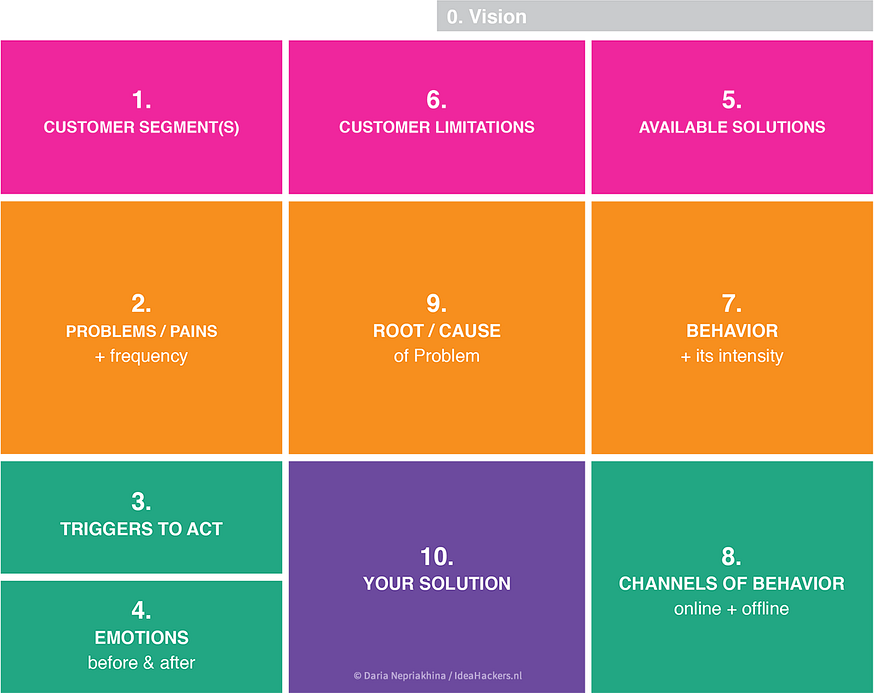 0. Vision
1.
CUSTOMER SEGMENT(S)
6.
CUSTOMER LIMITATIONS
5.
AVAILABLE SOLUTIONS
2.
PROBLEMS / PAINS
+ frequency
9.
ROOT / CAUSE
of Problem
7.
BEHAVIOR
+ its intensity
3.
TRIGGERS TO ACT
4.
EMOTIONS
before & after
10.
YOUR SOLUTION
© Daria Nepriakhina / IdeaHackers.nl
8.
CHANNELS OF BEHAVIOR
online + offline